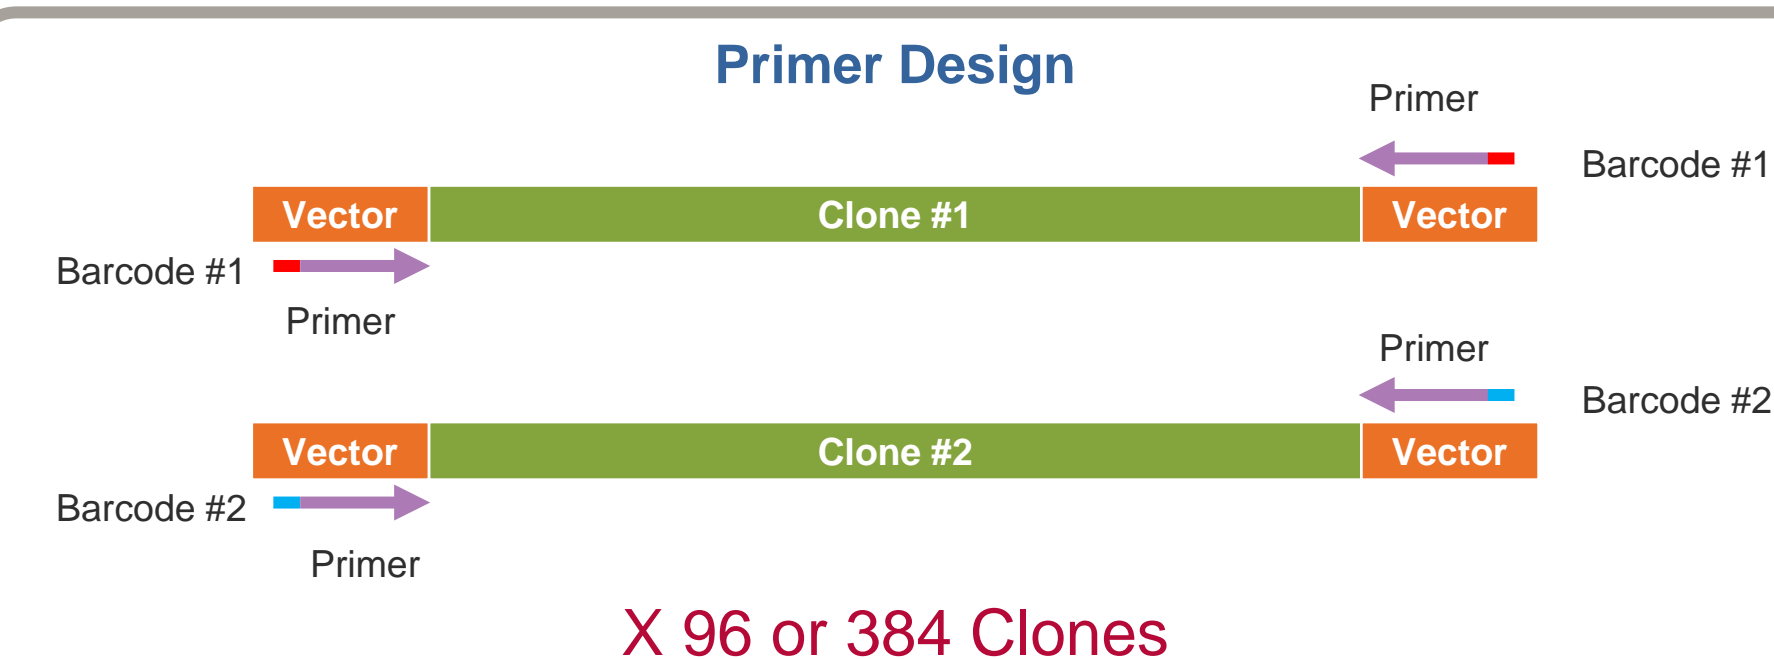 Primer Design
Primer
Barcode #1
Vector Clone #1 Vector
Barcode #1
Primer
Primer
Barcode #2
Vector Clone #2 Vector
Barcode #2
Primer
X 96 or 384 Clones